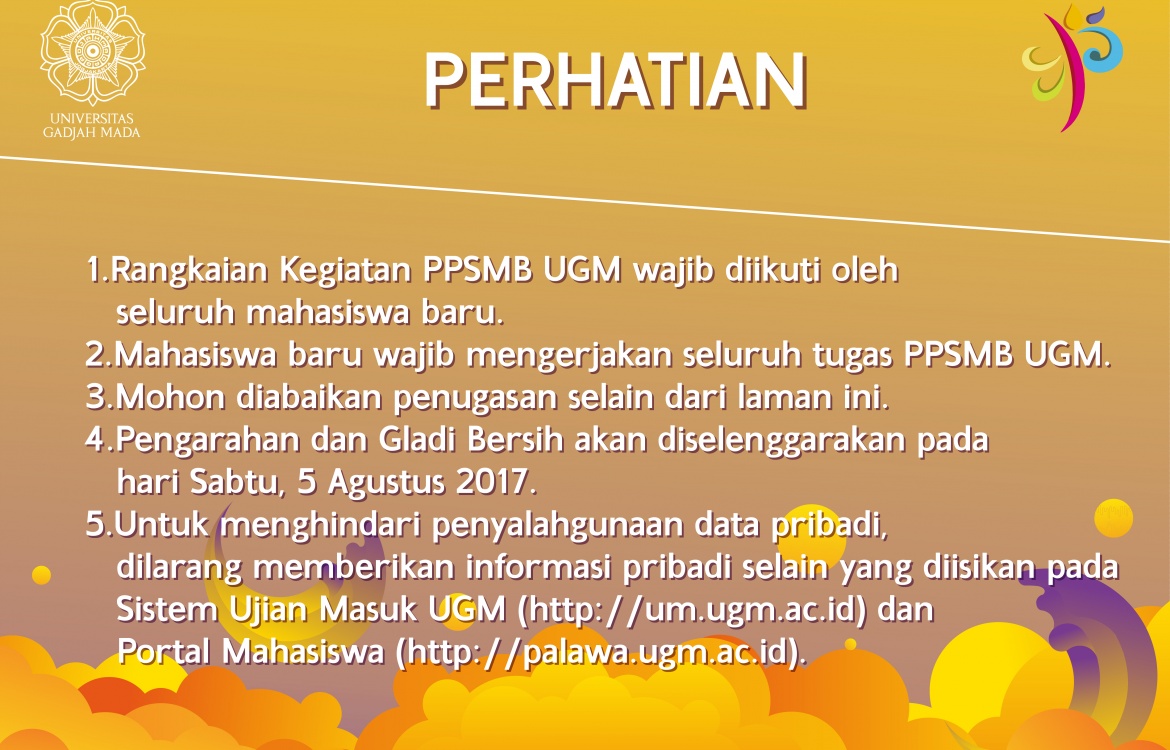 UNIVERSITAS
GADJAH MADA
PERHATIAN
1.Rangkaian Kegiatan PPSMB UGM wajib diikuti oleh
seluruh mahasiswa baru.
2.Mahasiswa baru wajib mengerjakan seluruh tugas PPSMB UGM.
3.Mohon diabaikan penugasan selain dari laman ini.
4.Pengarahan dan Gladi Bersih akan diselenggarakan pada
hari Sabtu, 5 Agustus 2017.
5.Untuk menghindari penyalahgunaan data pribadi,
dilarang memberikan informasi pribadi selain yang diisikan pada
Sistem Ujian Masuk UGM (http://um.ugm.ac.id) dan
Portal Mahasiswa (http://palawa.ugm.ac.id).